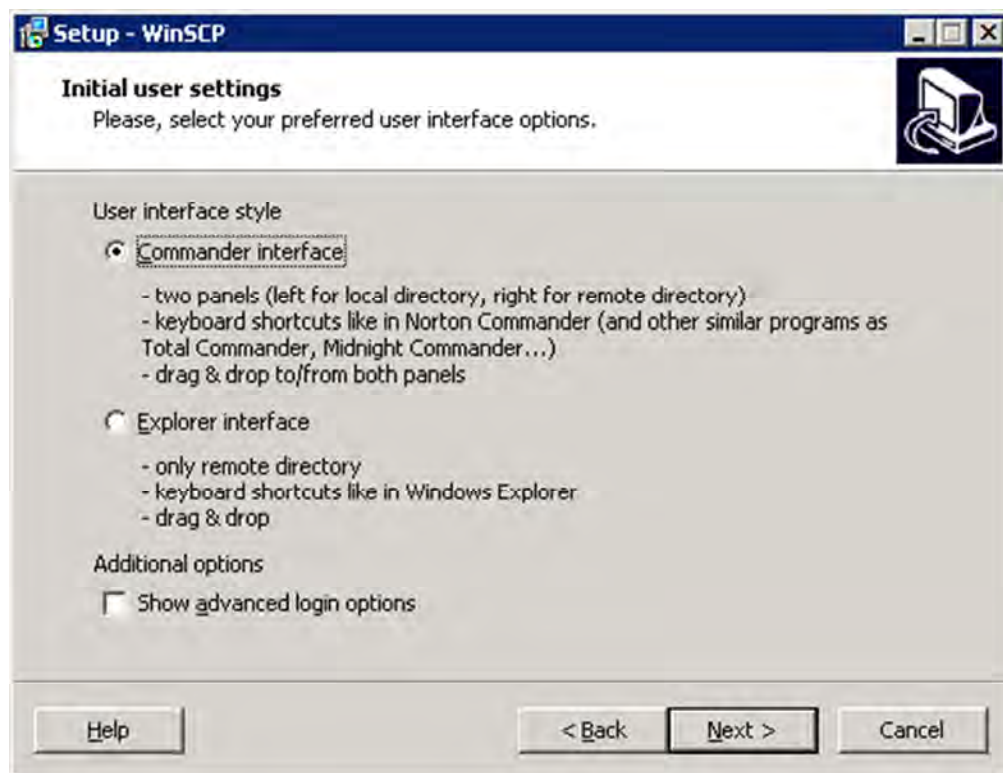 Setup - WinSCP
Initial user settings
Please, select your preferred user interface options.
User interface style
Commander interface
- two panels (left for local directory, right for remote directory)
- keyboard shortcuts like in Norton Commander (and other similar programs as
Total Commander, Midnight Commander...)
- drag & drop to/from both panels
Explorer interface
- only remote directory
- keyboard shortcuts like in Windows Explorer
- drag & drop
Additional options
Show advanced login options
Help < Back Next > Cancel